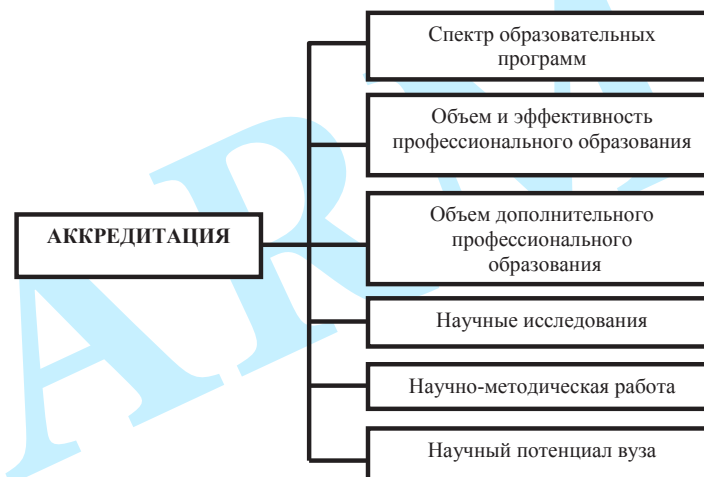 Спектр образовательных
программ
Объем и эффективность
профессионального образования
Объем дополнительного
профессионального
образования
АККРЕДИТАЦИЯ
Научные исследования
Научно-методическая работа
Научный потенциал вуза